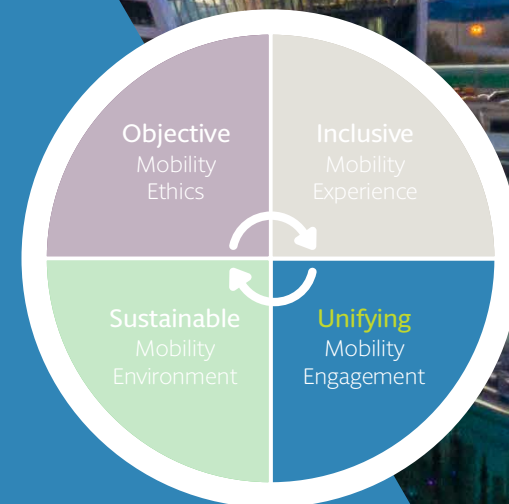 Objective
Mobility
Ethics
Inclusive
Mobility
Experience
Sustainable
Mobility
Environment
Unifying
Mobility
Engagement